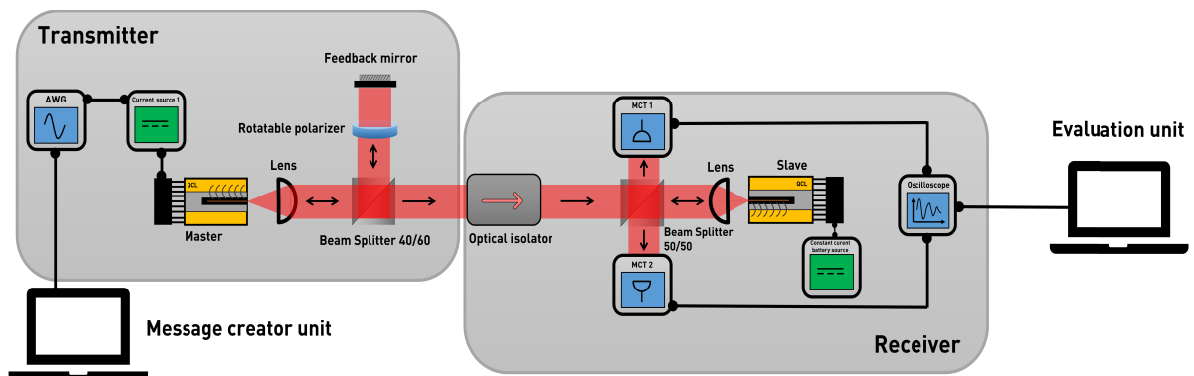 Transmitter
Feedback mirror
AWG
Current source 1
Rotatable polarizer
Lens
Master
Beam Splitter 40/60
Optical isolator
MCT 1
Lens
Slave
QCL
Beam Splitter
50/50
MCT 2
Constant curent
battery source
Oscilloscope
Receiver
Evaluation unit
Message creator unit